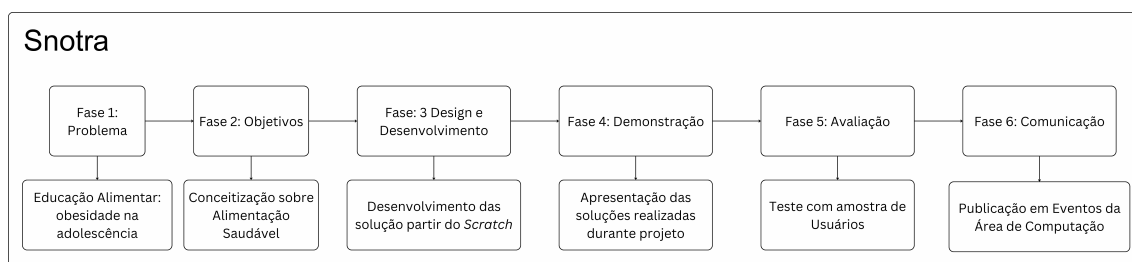 Snotra
Fase 1:
Problema
Fase 2: Objetivos
Fase: 3 Design e
Desenvolvimento
Fase 4: Demonstração
Fase 5: Avaliação
Fase 6: Comunicação
Educação Alimentar:
obesidade na
adolescência
Conceitização sobre
Alimentação
Saudável
Desenvolvimento das
solução partir do Scratch
Apresentação das
soluções realizadas
durante projeto
Teste com amostra de
Usuários
Publicação em Eventos da
Área de Computação